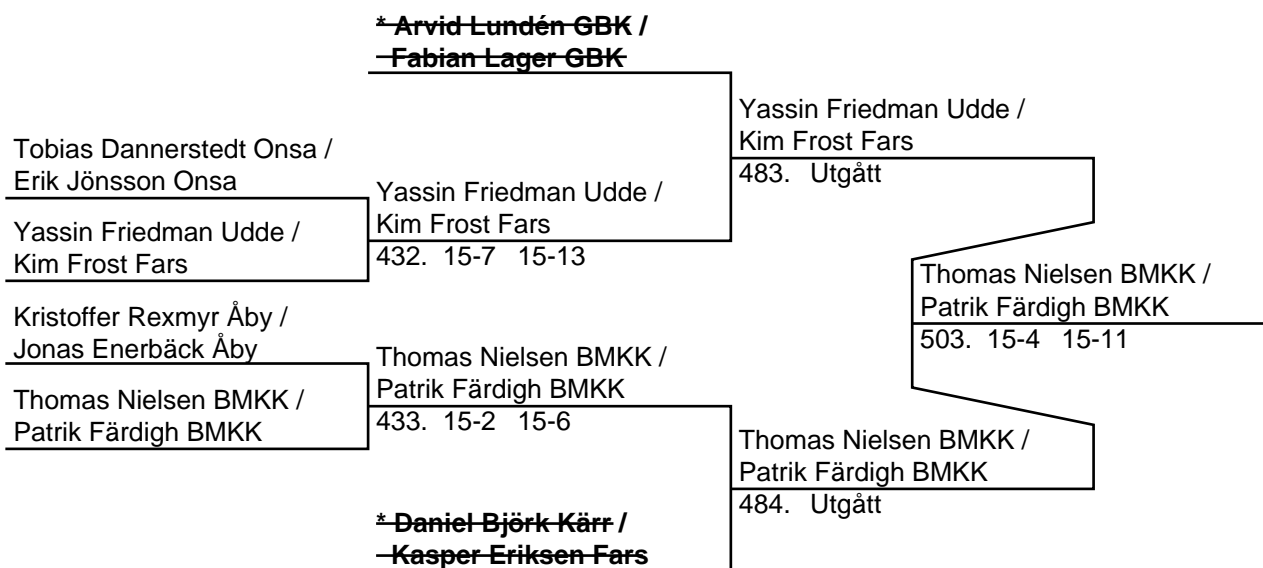 * Arvid Lundén GBK /
Fabian Lager GBK
Yassin Friedman Udde /
Kim Frost Fars
483. Utgått
Tobias Dannerstedt Onsa /
Erik Jönsson Onsa
Yassin Friedman Udde /
Kim Frost Fars
432. 15-7 15-13
Yassin Friedman Udde /
Kim Frost Fars
Thomas Nielsen BMKK /
Patrik Färdigh BMKK
503. 15-4 15-11
Kristoffer Rexmyr Åby /
Jonas Enerbäck Åby
Thomas Nielsen BMKK /
Patrik Färdigh BMKK
433. 15-2 15-6
Thomas Nielsen BMKK /
Patrik Färdigh BMKK
Thomas Nielsen BMKK /
Patrik Färdigh BMKK
484. Utgått
* Daniel Björk Kärr /
Kasper Eriksen Fars